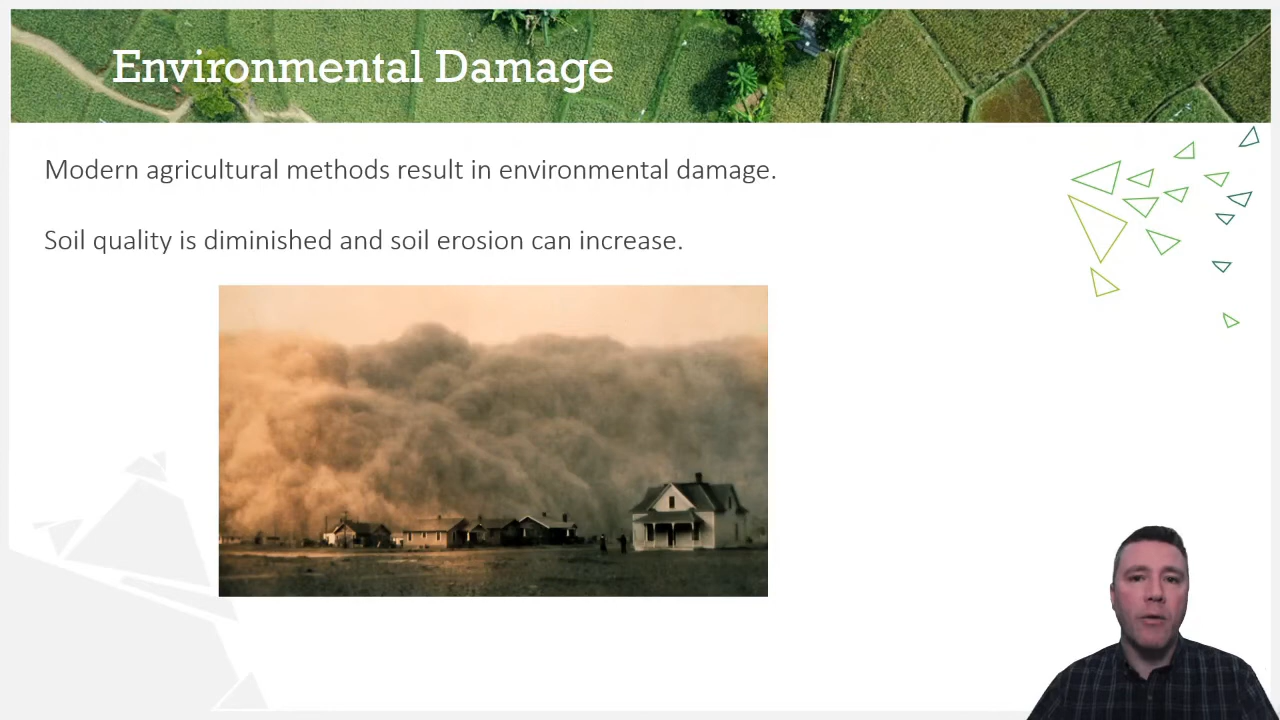 Environmental Damage
Modern agricultural methods result in environmental damage.
Soil quality is diminished and soil erosion can increase.